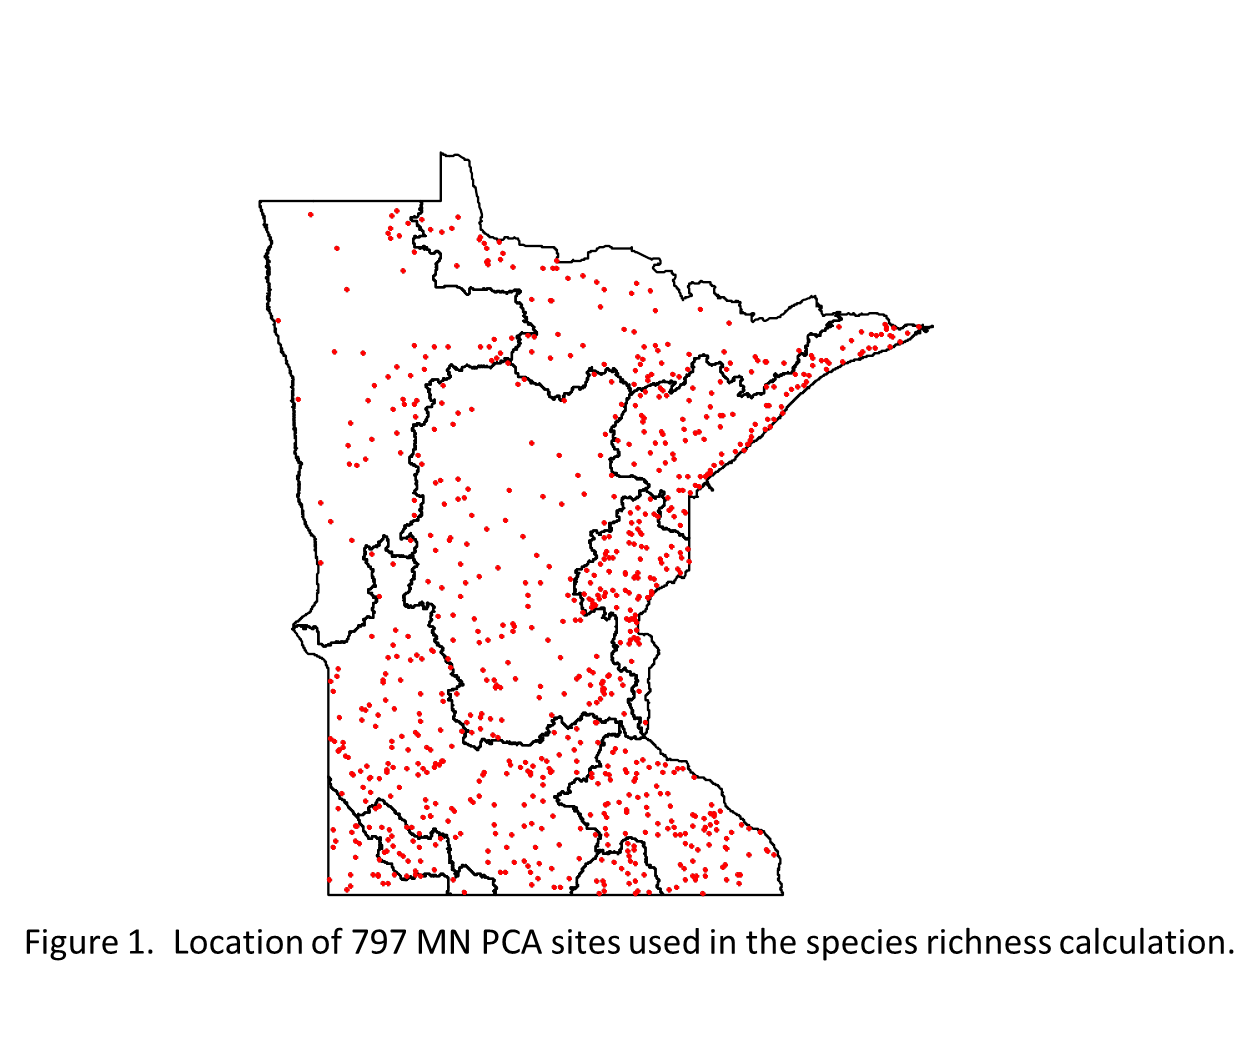 Figure 1. Location of 797 MN PCA sites used in the species richness calculation.